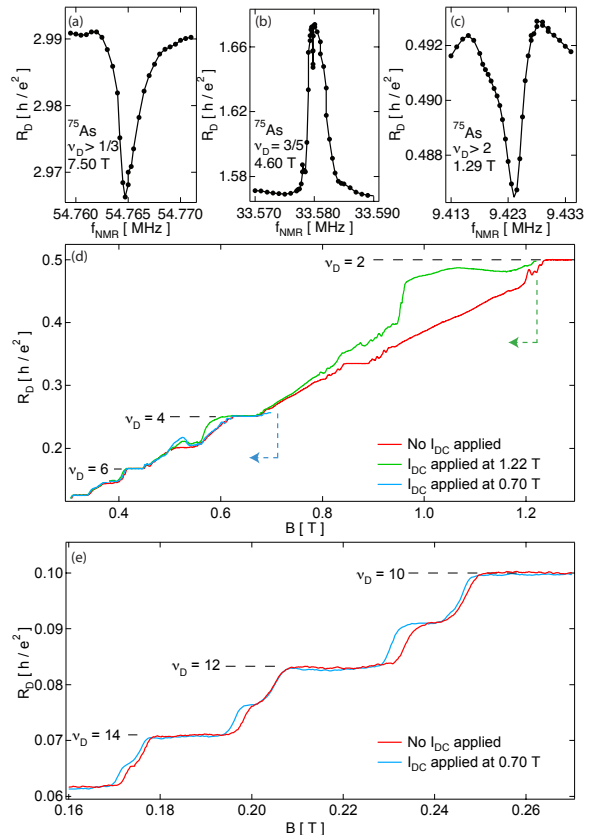 (a)
2.99
2.98
2.97
R_D [ h / e² ]
⁷⁵As
ν_D > 1/3
7.50 T
54.760 54.765 54.770
f_NMR [ MHz ]
(b)
1.66
1.62
1.58
R_D [ h / e² ]
⁷⁵As
ν_D = 3/5
4.60 T
33.570 33.580 33.590
f_NMR [ MHz ]
(c)
0.492
0.490
0.488
R_D [ h / e² ]
⁷⁵As
ν_D > 2
1.29 T
9.413 9.423 9.433
f_NMR [ MHz ]
(d)
0.5
0.4
0.3
0.2
R_D [ h / e² ]
ν_D = 2
ν_D = 4
ν_D = 6
No I_DC applied
I_DC applied at 1.22 T
I_DC applied at 0.70 T
0.4 0.6 0.8 1.0 1.2
B [ T ]
(e)
0.10
0.09
0.08
0.07
0.06
R_D [ h / e² ]
ν_D = 10
ν_D = 12
ν_D = 14
No I_DC applied
I_DC applied at 0.70 T
0.16 0.18 0.20 0.22 0.24 0.26
B [ T ]